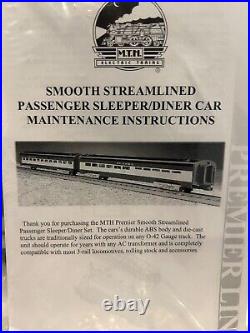 M.T.H.
ELECTRIC TRAINS
SMOOTH STREAMLINED
PASSENGER SLEEPER/DINER CAR
MAINTENANCE INSTRUCTIONS
Thank you for purchasing the MTH Premier Smooth Streamlined
Passenger Sleeper/Diner Set. The cars's durable ABS body and die-cast
trucks are traditionally sized for operation on any O-42 Gauge track. The
unit should operate for years with any AC transformer and is completely
compatible with most 3-rail locomotives, rolling stock and accessories.
PREMIER LIN